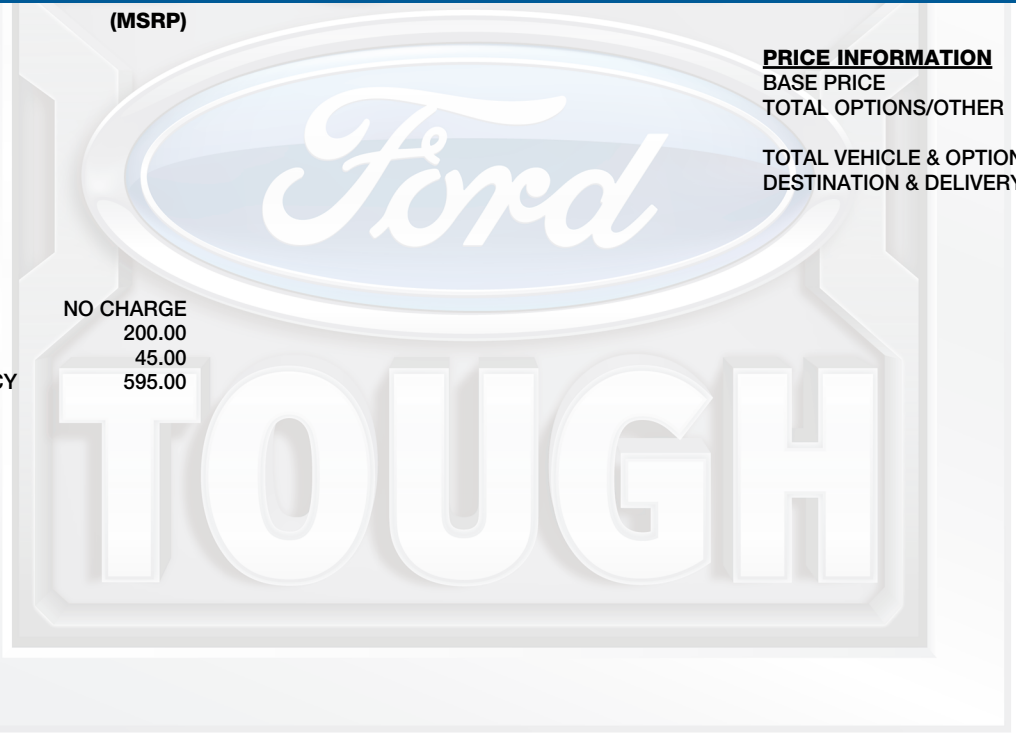 (MSRP)
PRICE INFORMATION
BASE PRICE
TOTAL OPTIONS/OTHER
TOTAL VEHICLE & OPTION
DESTINATION & DELIVERY
Ford
NO CHARGE
200.00
45.00
CY 595.00
TOUGH